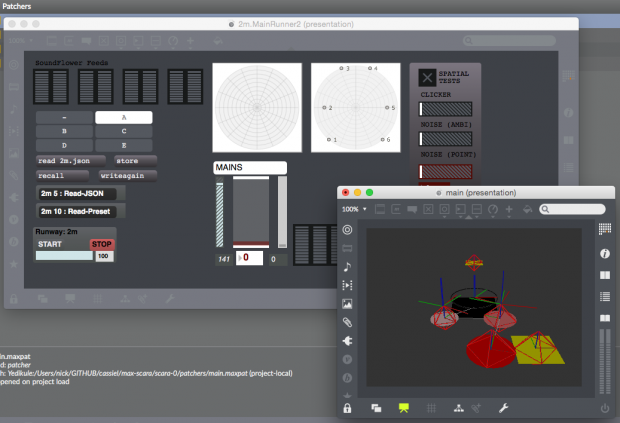 Patchers
2m.MainRunner2 (presentation)
100%
SoundFlower Feeds
– A
B C
D E
read 2m.json store
recall writeagain
2m 5 : Read-JSON
2m 10 : Read-Preset
Runway: 2m
START STOP
100
3 4
2 5
1 6
MAINS
141 0 0
SPATIAL
TESTS
CLICKER
NOISE (AMBI)
NOISE (POINT)
main (presentation)
100%
in.maxpat
d: patcher
h: Yedikule:/Users/nick/GITHUB/cassiel/max-scara/scara-0/patchers/main.maxpat (project-local)
opened on project load